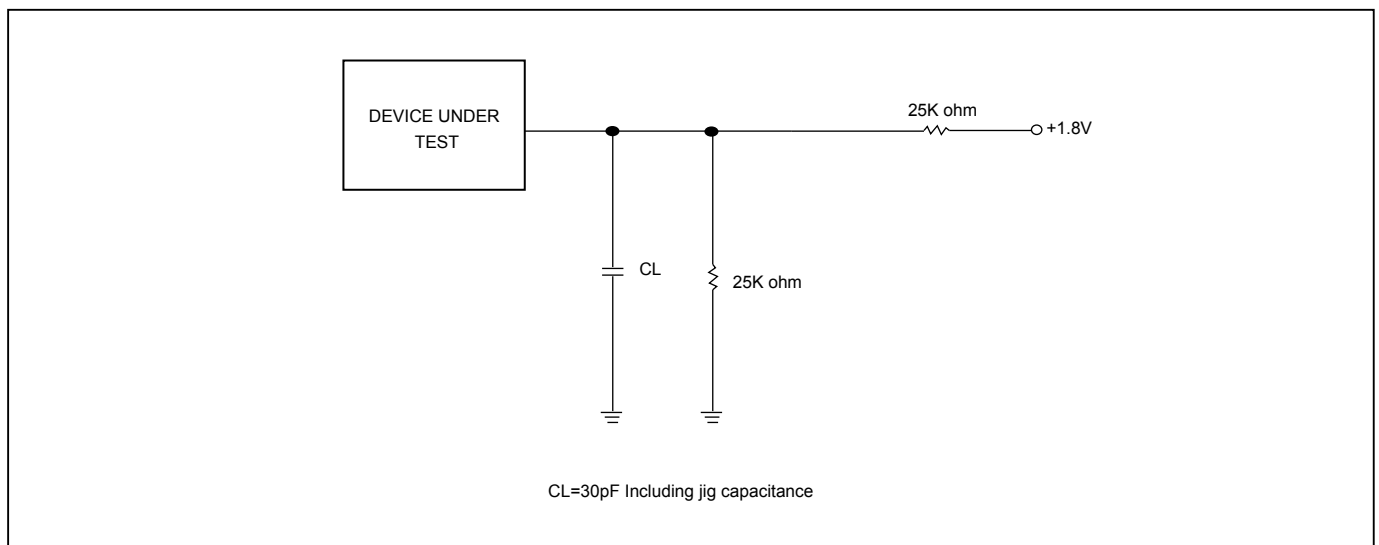 DEVICE UNDER
TEST
25K ohm
+1.8V
CL
25K ohm
CL=30pF Including jig capacitance